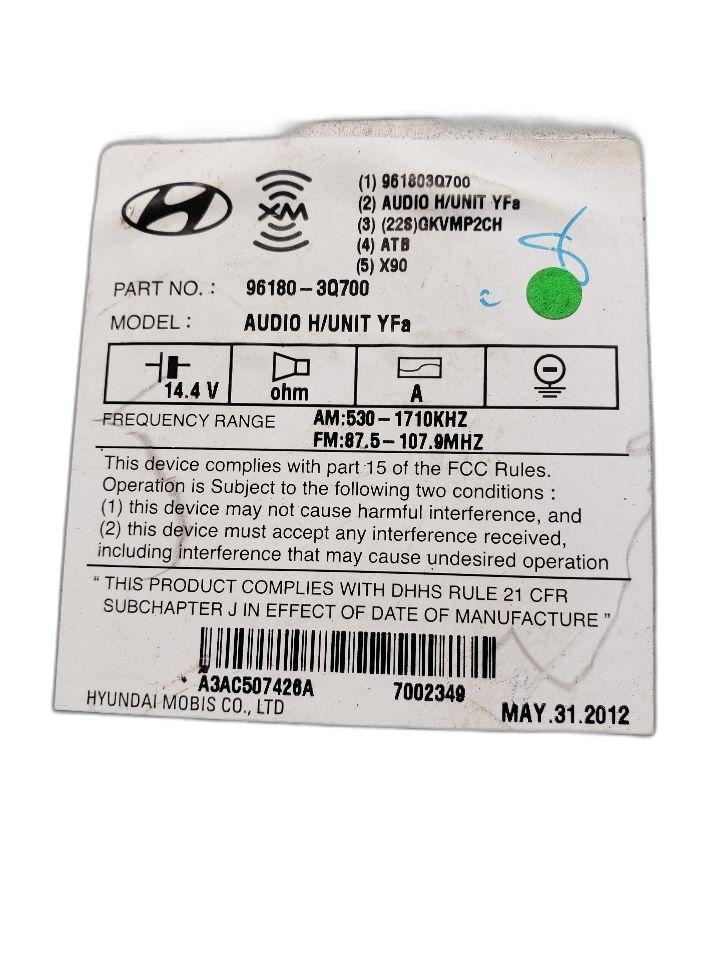 XM
(1) 961803Q700
(2) AUDIO H/UNIT YFa
(3) (22S)GKVMP2CH
(4) ATB
(5) X90
PART NO. : 96180-3Q700
MODEL : AUDIO H/UNIT YFa
14.4 V ohm A
FREQUENCY RANGE AM:530-1710KHZ
FM:87.5-107.9MHZ
This device complies with part 15 of the FCC Rules.
Operation is Subject to the following two conditions :
(1) this device may not cause harmful interference, and
(2) this device must accept any interference received,
including interference that may cause undesired operation
" THIS PRODUCT COMPLIES WITH DHHS RULE 21 CFR
SUBCHAPTER J IN EFFECT OF DATE OF MANUFACTURE "
A3AC507426A 7002349
HYUNDAI MOBIS CO., LTD MAY.31.2012